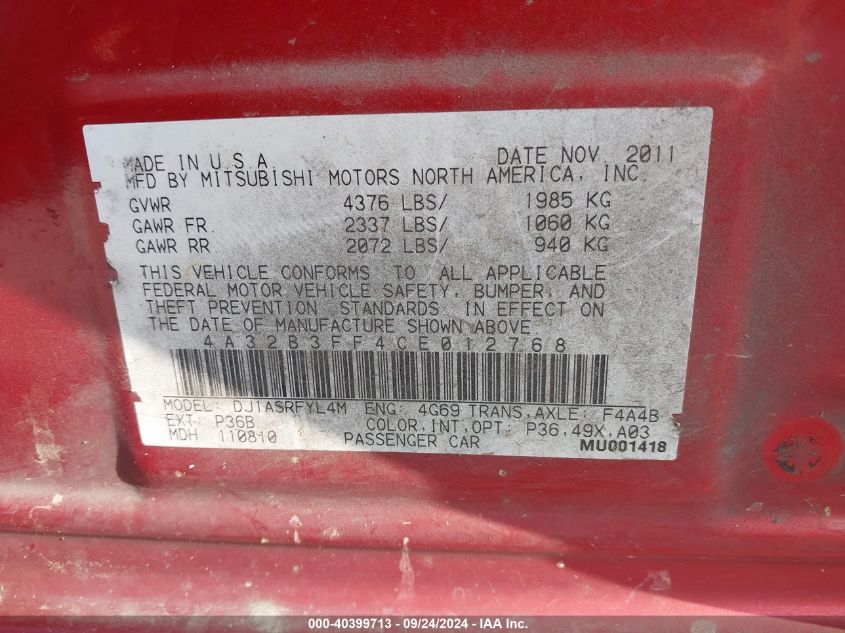 MADE IN U.S.A. DATE NOV. 2011
MFD BY MITSUBISHI MOTORS NORTH AMERICA, INC.
GVWR 4376 LBS/ 1985 KG
GAWR FR. 2337 LBS/ 1060 KG
GAWR RR 2072 LBS/ 940 KG
THIS VEHICLE CONFORMS TO ALL APPLICABLE
FEDERAL MOTOR VEHICLE SAFETY, BUMPER, AND
THEFT PREVENTION STANDARDS IN EFFECT ON
THE DATE OF MANUFACTURE SHOWN ABOVE
4A32B3FF4CE012768
MODEL: DJ1ASRFYL4M ENG: 4G69 TRANS.AXLE: F4A4B
EXT: P36B COLOR,INT,OPT: P36,49X,A03
MDH 110810 PASSENGER CAR
MU001418
000-40399713 - 09/24/2024 - IAA Inc.